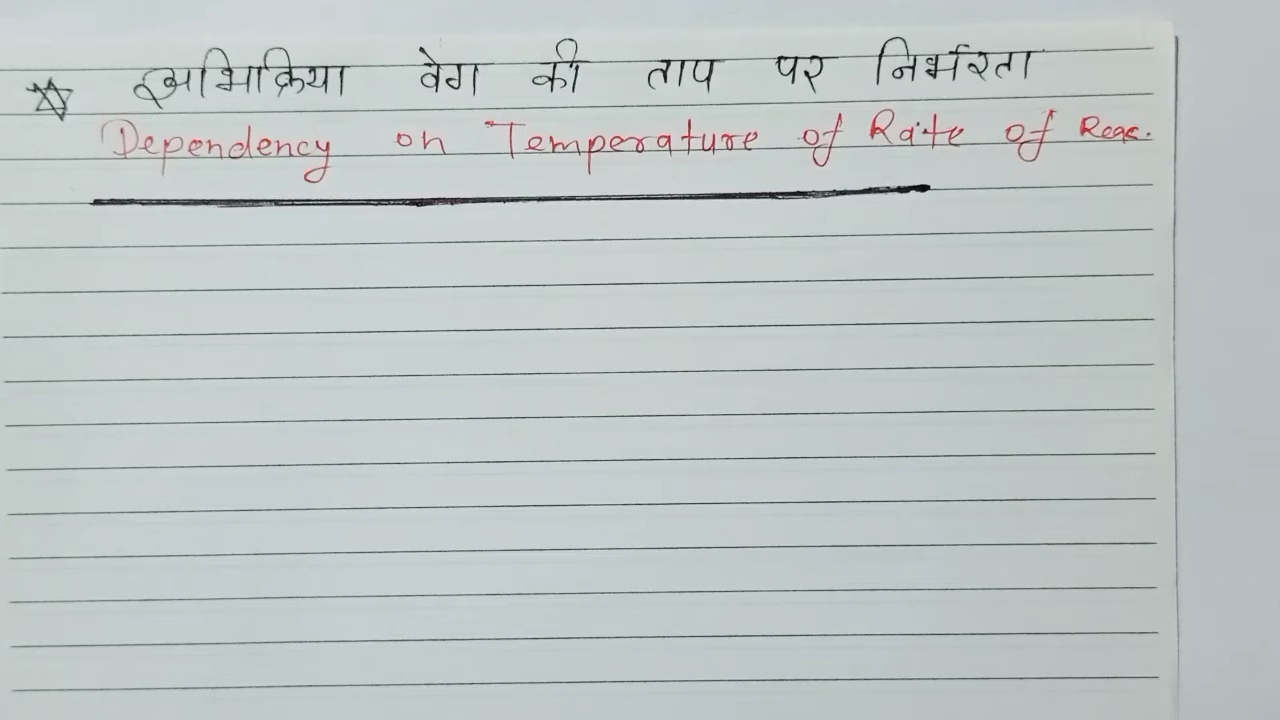 अभिक्रिया वेग की ताप पर निर्भरता
Dependency on Temperature of Rate of Reac.